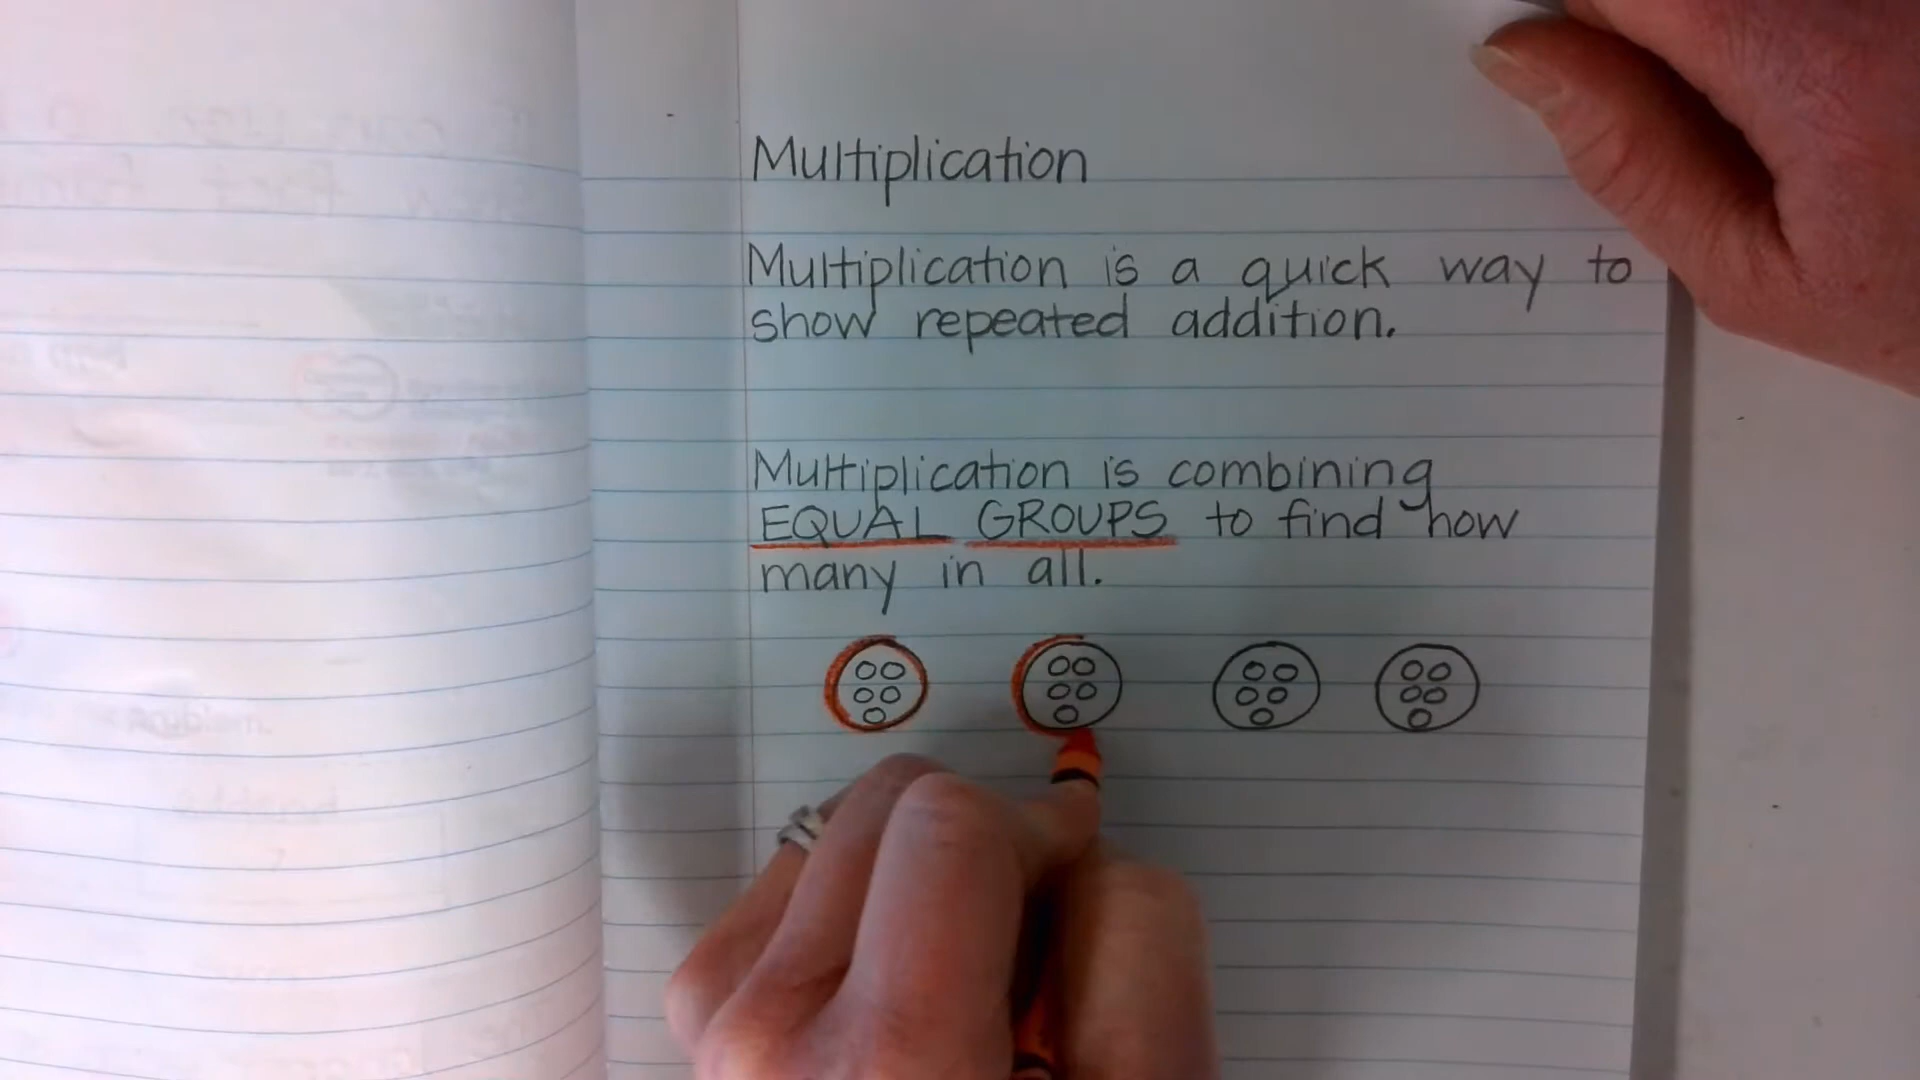 Multiplication
Multiplication is a quick way to
show repeated addition.
Multiplication is combining
EQUAL GROUPS to find how
many in all.